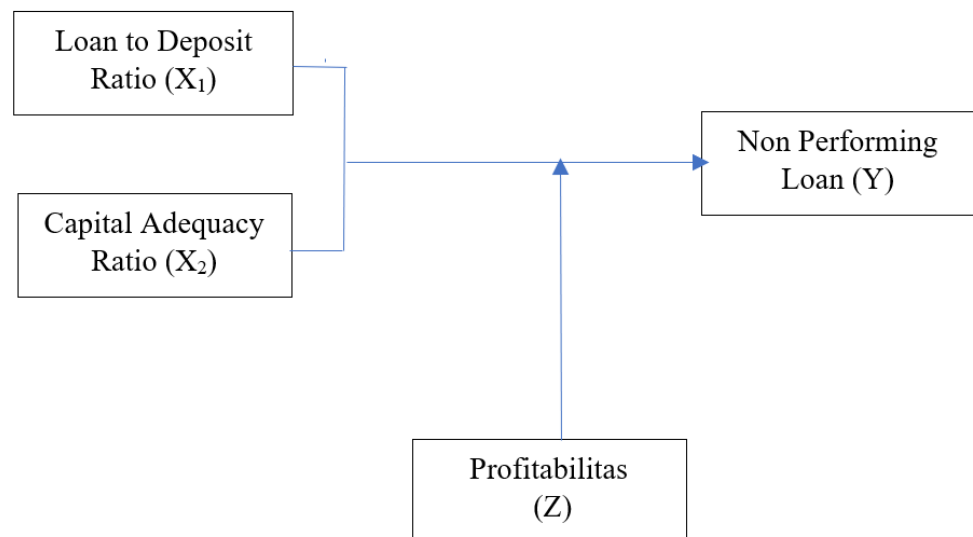 Loan to Deposit
Ratio (X₁)
Non Performing
Loan (Y)
Capital Adequacy
Ratio (X₂)
Profitabilitas
(Z)